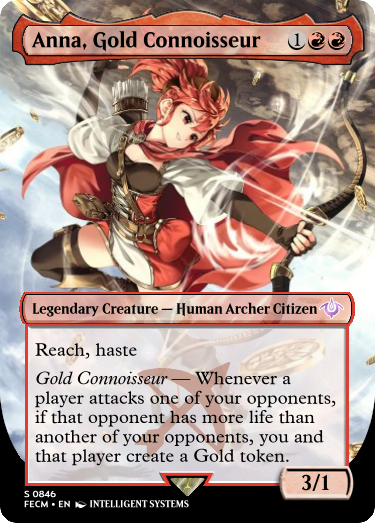 Anna, Gold Connoisseur 1
Legendary Creature — Human Archer Citizen
Reach, haste
Gold Connoisseur — Whenever a
player attacks one of your opponents,
if that opponent has more life than
another of your opponents, you and
that player create a Gold token.
3/1
S 0846
FECM • EN INTELLIGENT SYSTEMS